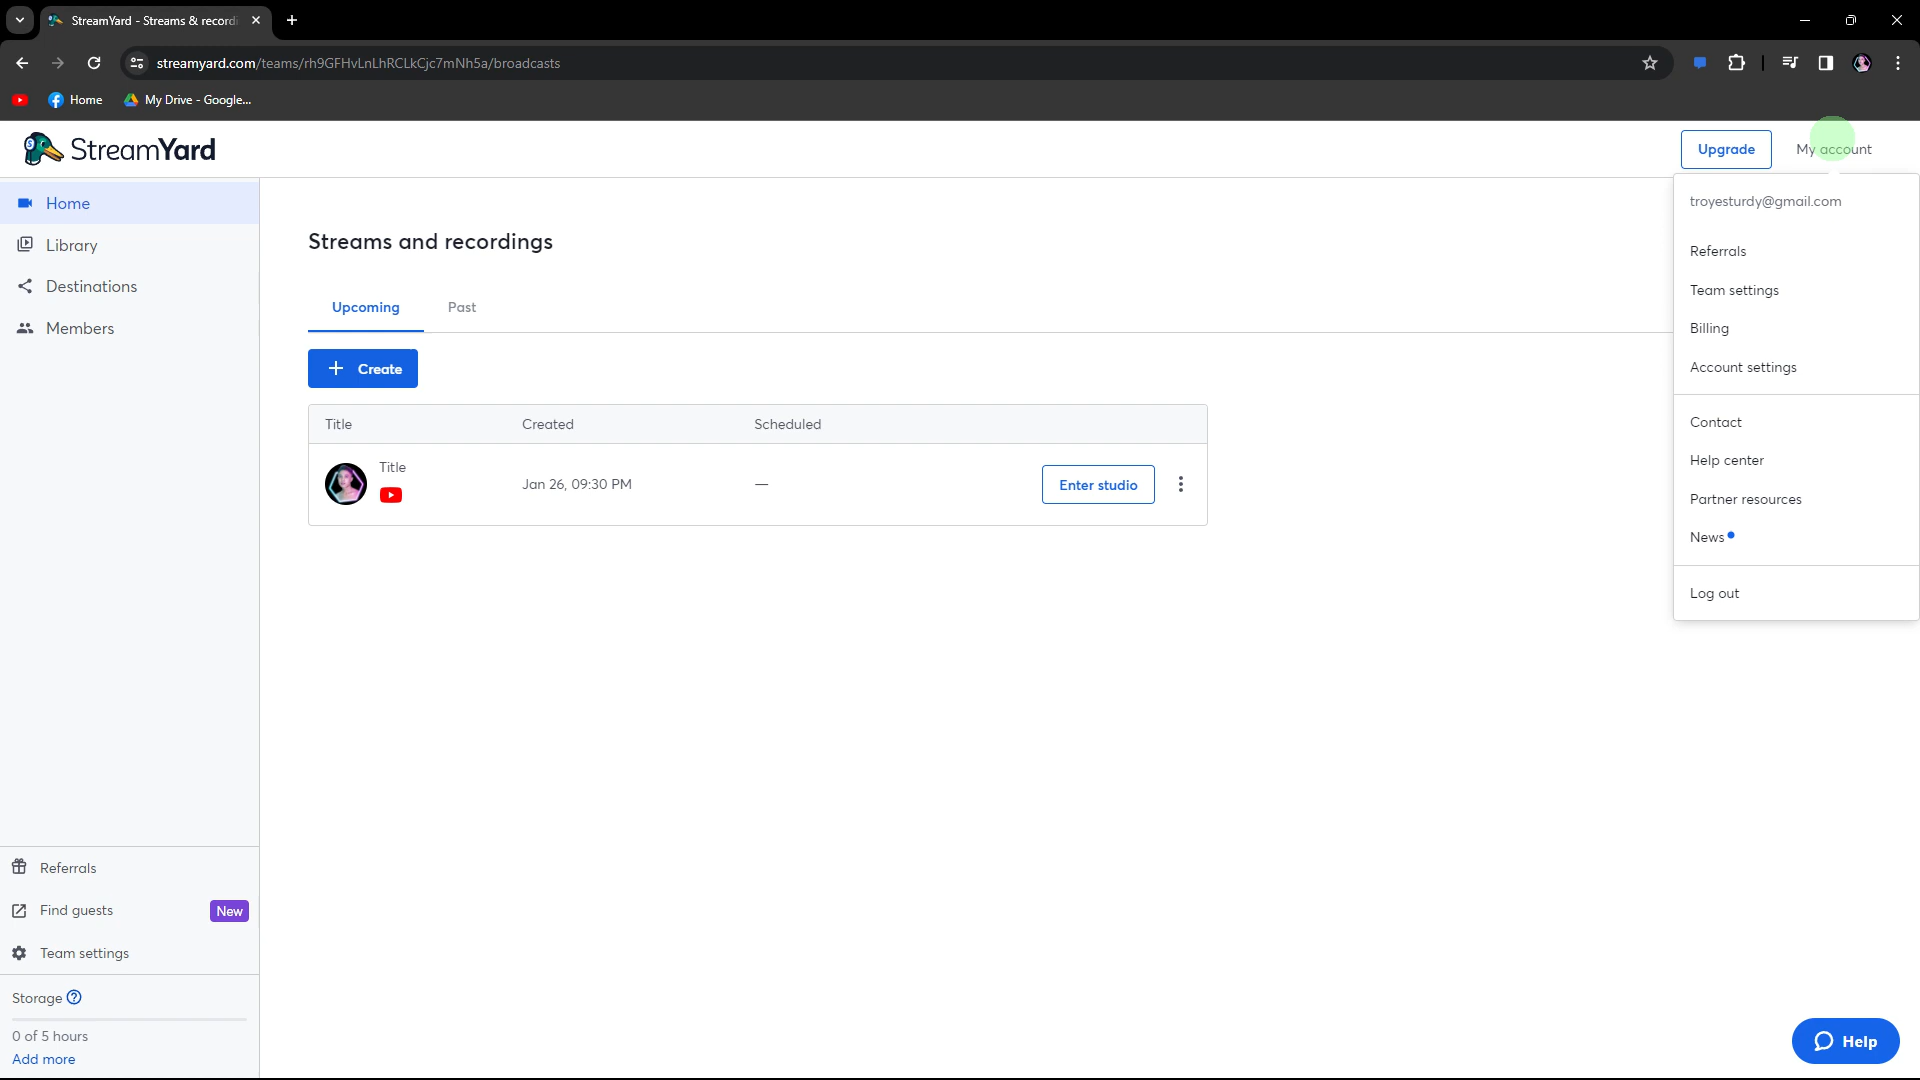 StreamYard - Streams & recordi
streamyard.com/teams/rh9GFHvLnLhRCLkCjc7mNh5a/broadcasts
Home
My Drive - Google...
StreamYard
Upgrade
My account
troyesturdy@gmail.com
Referrals
Team settings
Billing
Account settings
Contact
Help center
Partner resources
News
Log out
Home
Library
Destinations
Members
Streams and recordings
Upcoming
Past
Create
Title
Created
Scheduled
Title
Jan 26, 09:30 PM
—
Enter studio
Referrals
Find guests
New
Team settings
Storage
0 of 5 hours
Add more
Help